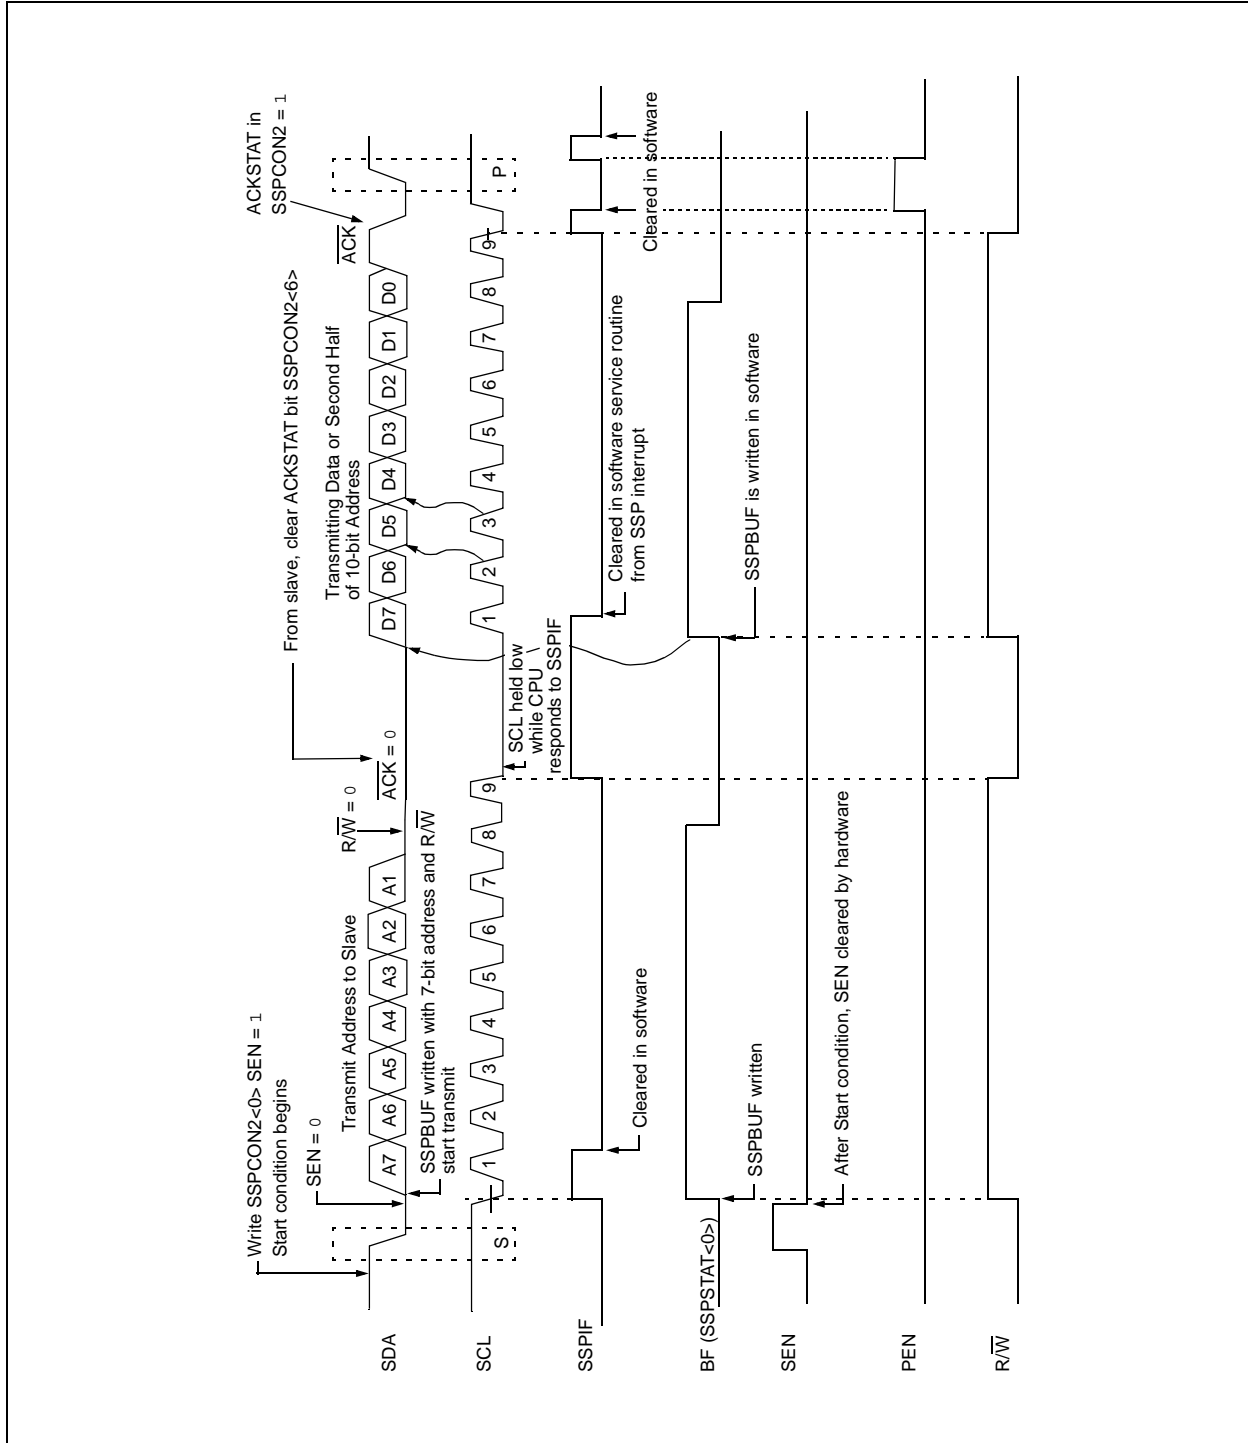 Write SSPCON2<0> SEN = 1
Start condition begins
SEN = 0
Transmit Address to Slave
R/W = 0
From slave, clear ACKSTAT bit SSPCON2<6>
ACK = 0
Transmitting Data or Second Half
of 10-bit Address
ACKSTAT in
SSPCON2 = 1
ACK
SDA
A7 A6 A5 A4 A3 A2 A1
D7 D6 D5 D4 D3 D2 D1 D0
SSPBUF written with 7-bit address and R/W
start transmit
SCL
S
1 2 3 4 5 6 7 8 9
1 2 3 4 5 6 7 8 9
P
SCL held low
while CPU
responds to SSPIF
SSPIF
Cleared in software
Cleared in software service routine
from SSP interrupt
Cleared in software
BF (SSPSTAT<0>)
SSPBUF written
SSPBUF is written in software
SEN
After Start condition, SEN cleared by hardware
PEN
R/W